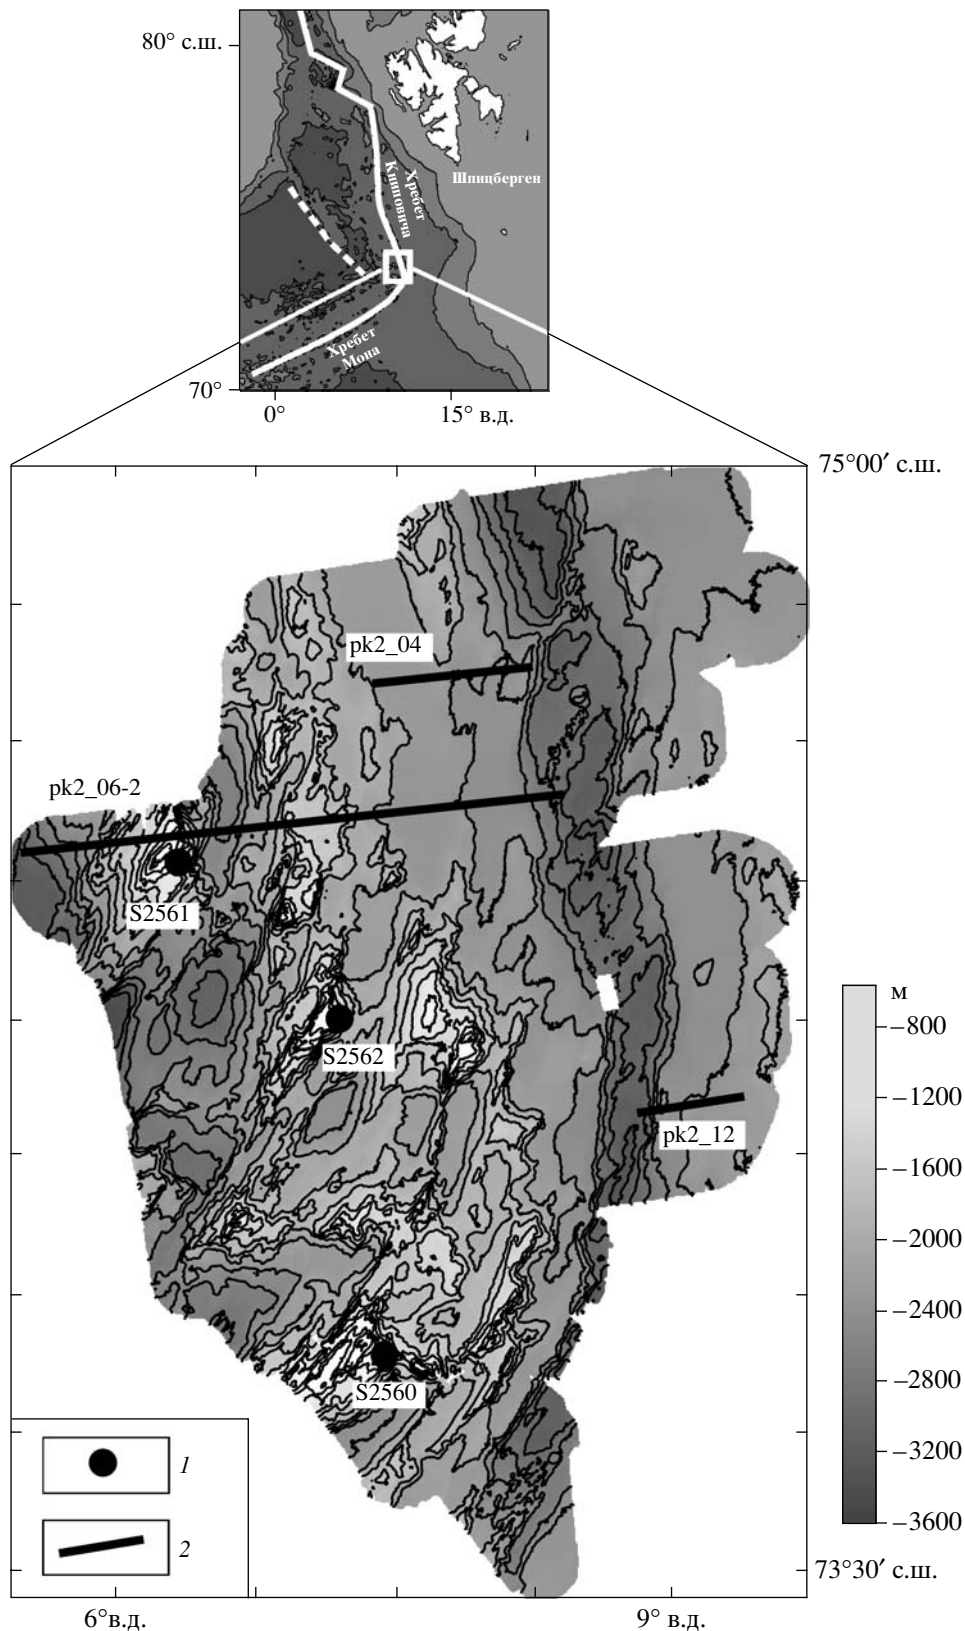 80° с.ш.
Хребет
Книповича
Шпицберген
Хребет
Мона
70°
0°
15° в.д.
75°00′ с.ш.
pk2_04
pk2_06-2
S2561
S2562
pk2_12
S2560
м
−800
−1200
−1600
−2000
−2400
−2800
−3200
−3600
1
2
73°30′ с.ш.
6°в.д.
9° в.д.